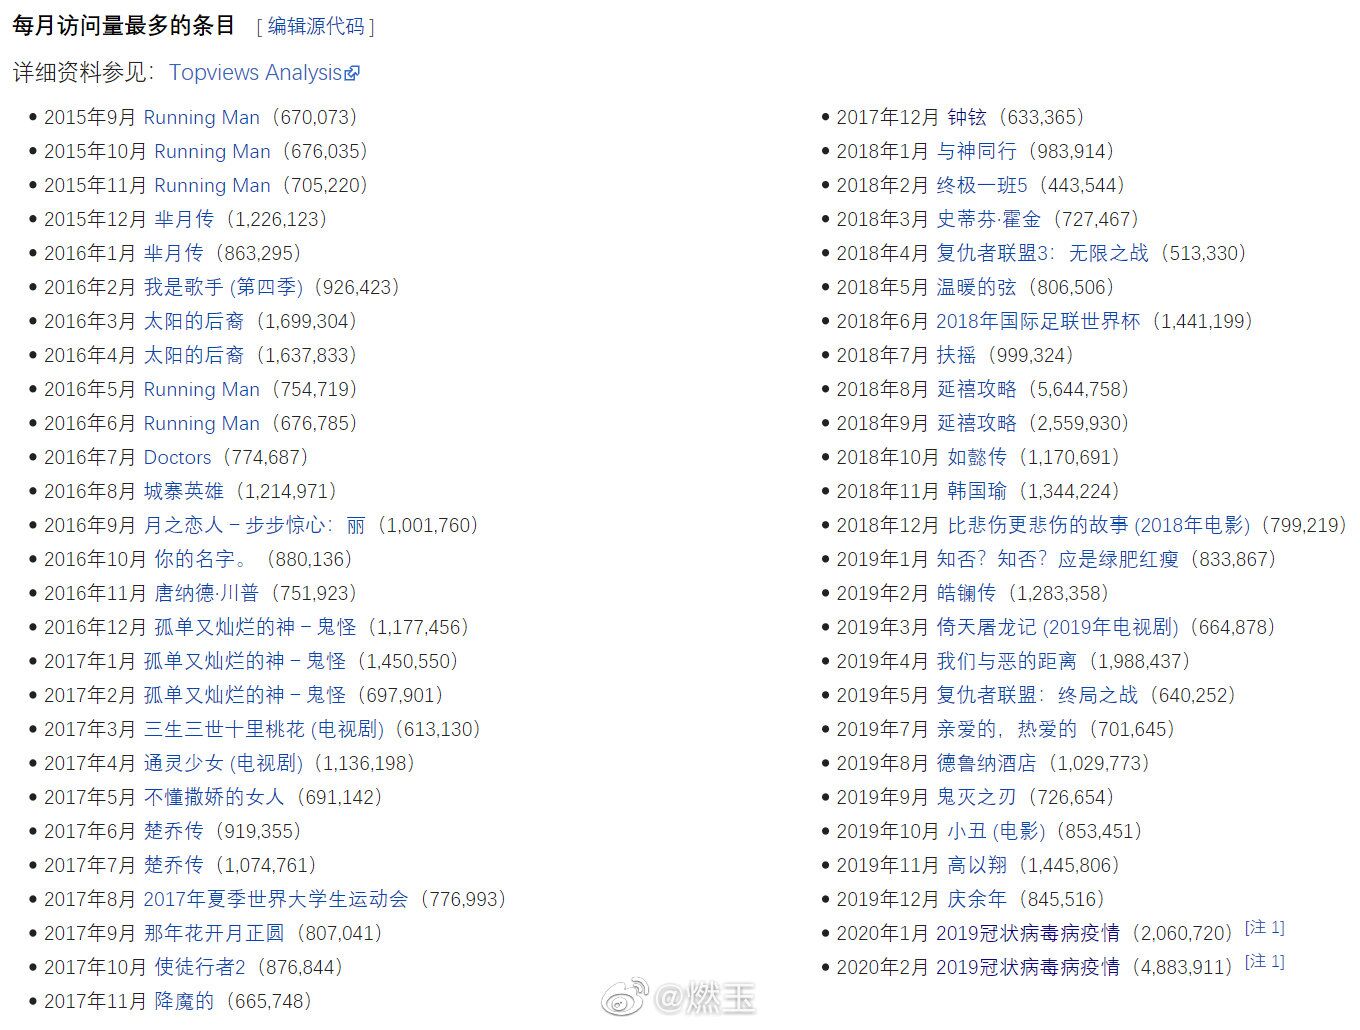 每月访问量最多的条目 [ 编辑源代码 ]
详细资料参见：Topviews Analysis
2015年9月 Running Man（670,073）
2015年10月 Running Man（676,035）
2015年11月 Running Man（705,220）
2015年12月 芈月传（1,226,123）
2016年1月 芈月传（863,295）
2016年2月 我是歌手 (第四季)（926,423）
2016年3月 太阳的后裔（1,699,304）
2016年4月 太阳的后裔（1,637,833）
2016年5月 Running Man（754,719）
2016年6月 Running Man（676,785）
2016年7月 Doctors（774,687）
2016年8月 城寨英雄（1,214,971）
2016年9月 月之恋人－步步惊心：丽（1,001,760）
2016年10月 你的名字。（880,136）
2016年11月 唐纳德·川普（751,923）
2016年12月 孤单又灿烂的神－鬼怪（1,177,456）
2017年1月 孤单又灿烂的神－鬼怪（1,450,550）
2017年2月 孤单又灿烂的神－鬼怪（697,901）
2017年3月 三生三世十里桃花 (电视剧)（613,130）
2017年4月 通灵少女 (电视剧)（1,136,198）
2017年5月 不懂撒娇的女人（691,142）
2017年6月 楚乔传（919,355）
2017年7月 楚乔传（1,074,761）
2017年8月 2017年夏季世界大学生运动会（776,993）
2017年9月 那年花开月正圆（807,041）
2017年10月 使徒行者2（876,844）
2017年11月 降魔的（665,748）
2017年12月 钟铉（633,365）
2018年1月 与神同行（983,914）
2018年2月 终极一班5（443,544）
2018年3月 史蒂芬·霍金（727,467）
2018年4月 复仇者联盟3：无限之战（513,330）
2018年5月 温暖的弦（806,506）
2018年6月 2018年国际足联世界杯（1,441,199）
2018年7月 扶摇（999,324）
2018年8月 延禧攻略（5,644,758）
2018年9月 延禧攻略（2,559,930）
2018年10月 如懿传（1,170,691）
2018年11月 韩国瑜（1,344,224）
2018年12月 比悲伤更悲伤的故事 (2018年电影)（799,219）
2019年1月 知否？知否？应是绿肥红瘦（833,867）
2019年2月 皓镧传（1,283,358）
2019年3月 倚天屠龙记 (2019年电视剧)（664,878）
2019年4月 我们与恶的距离（1,988,437）
2019年5月 复仇者联盟：终局之战（640,252）
2019年7月 亲爱的，热爱的（701,645）
2019年8月 德鲁纳酒店（1,029,773）
2019年9月 鬼灭之刃（726,654）
2019年10月 小丑 (电影)（853,451）
2019年11月 高以翔（1,445,806）
2019年12月 庆余年（845,516）
2020年1月 2019冠状病毒病疫情（2,060,720）[注 1]
2020年2月 2019冠状病毒病疫情（4,883,911）[注 1]
@燃玉